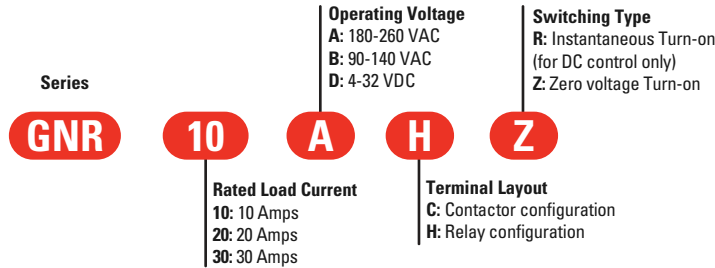 Operating Voltage
A: 180-260 VAC
B: 90-140 VAC
D: 4-32 VDC
Switching Type
R: Instantaneous Turn-on
(for DC control only)
Z: Zero voltage Turn-on
Series
GNR 10 A H Z
Rated Load Current
10: 10 Amps
20: 20 Amps
30: 30 Amps
Terminal Layout
C: Contactor configuration
H: Relay configuration